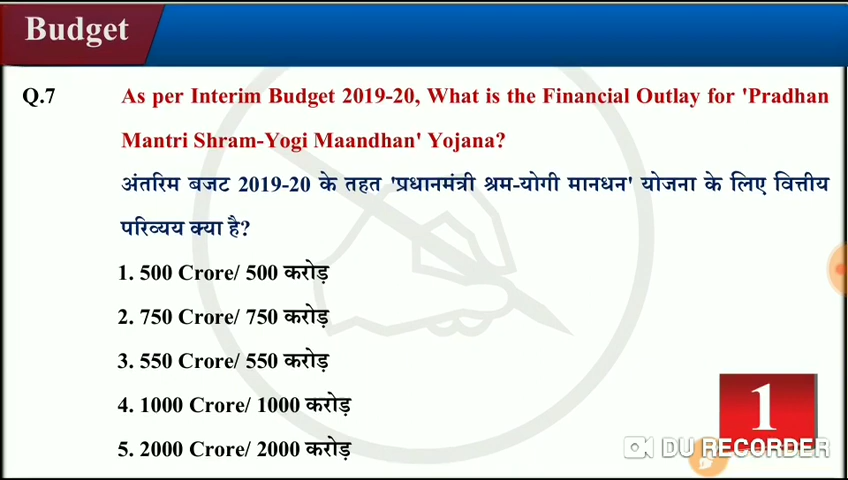 Budget
Q.7 As per Interim Budget 2019-20, What is the Financial Outlay for 'Pradhan
Mantri Shram-Yogi Maandhan' Yojana?
अंतरिम बजट 2019-20 के तहत 'प्रधानमंत्री श्रम-योगी मानधन' योजना के लिए वित्तीय
परिव्यय क्या है?
1. 500 Crore/ 500 करोड़
2. 750 Crore/ 750 करोड़
3. 550 Crore/ 550 करोड़
4. 1000 Crore/ 1000 करोड़
5. 2000 Crore/ 2000 करोड़
1
DU RECORDER